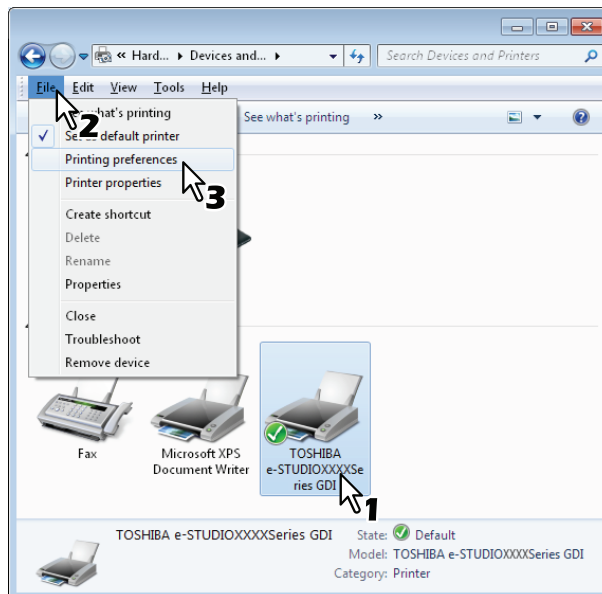 « Hard... ▸ Devices and... ▸
Search Devices and Printers
File Edit View Tools Help
2
what's printing
See what's printing »
Set as default printer
Printing preferences
3
Printer properties
Create shortcut
Delete
Rename
Properties
Close
Troubleshoot
Remove device
Fax
Microsoft XPS
Document Writer
TOSHIBA
e-STUDIOXXXXSe
ries GDI
1
TOSHIBA e-STUDIOXXXXSeries GDI
State: Default
Model: TOSHIBA e-STUDIOXXXXSeries GDI
Category: Printer